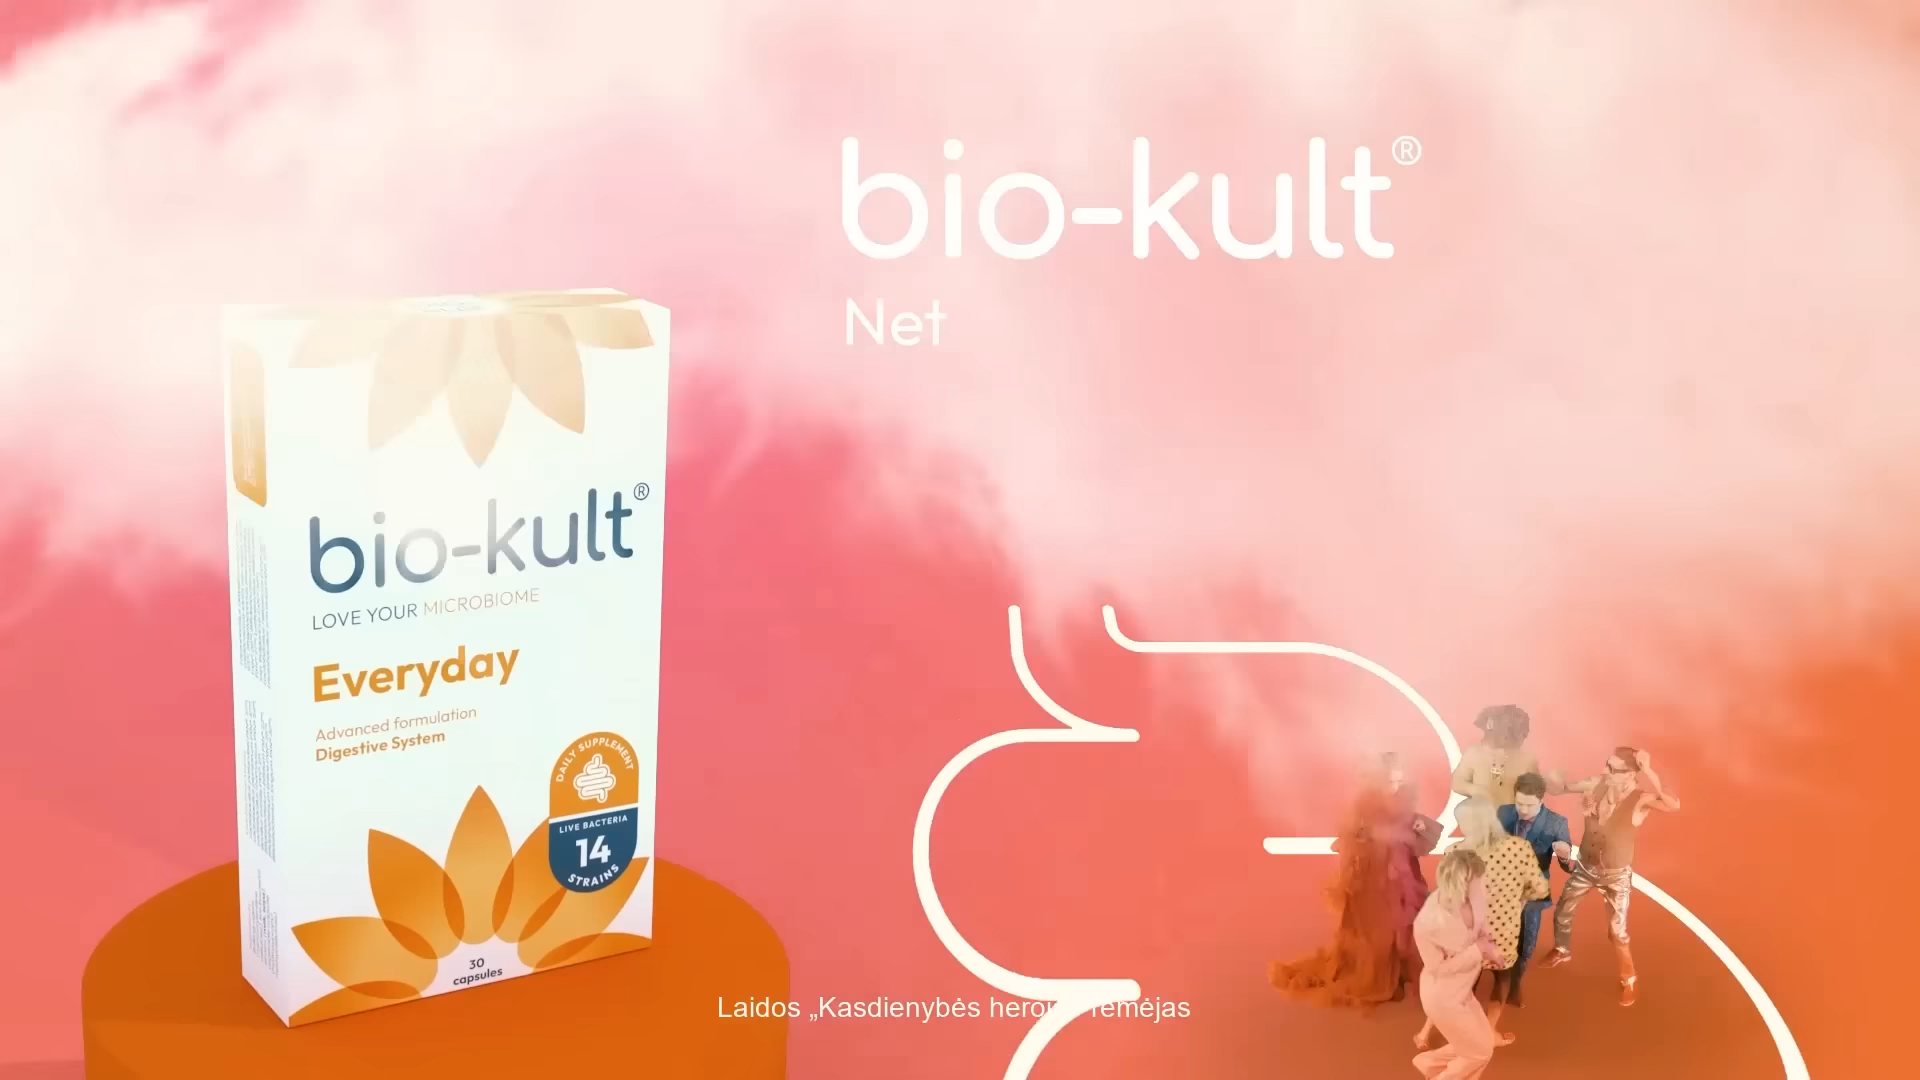 bio-kult®
Net
bio-kult®
LOVE YOUR MICROBIOME
Everyday
Advanced formulation
Digestive System
DAILY SUPPLEMENT
LIVE BACTERIA
14
STRAINS
30
capsules
Laidos „Kasdienybės rėmėjas